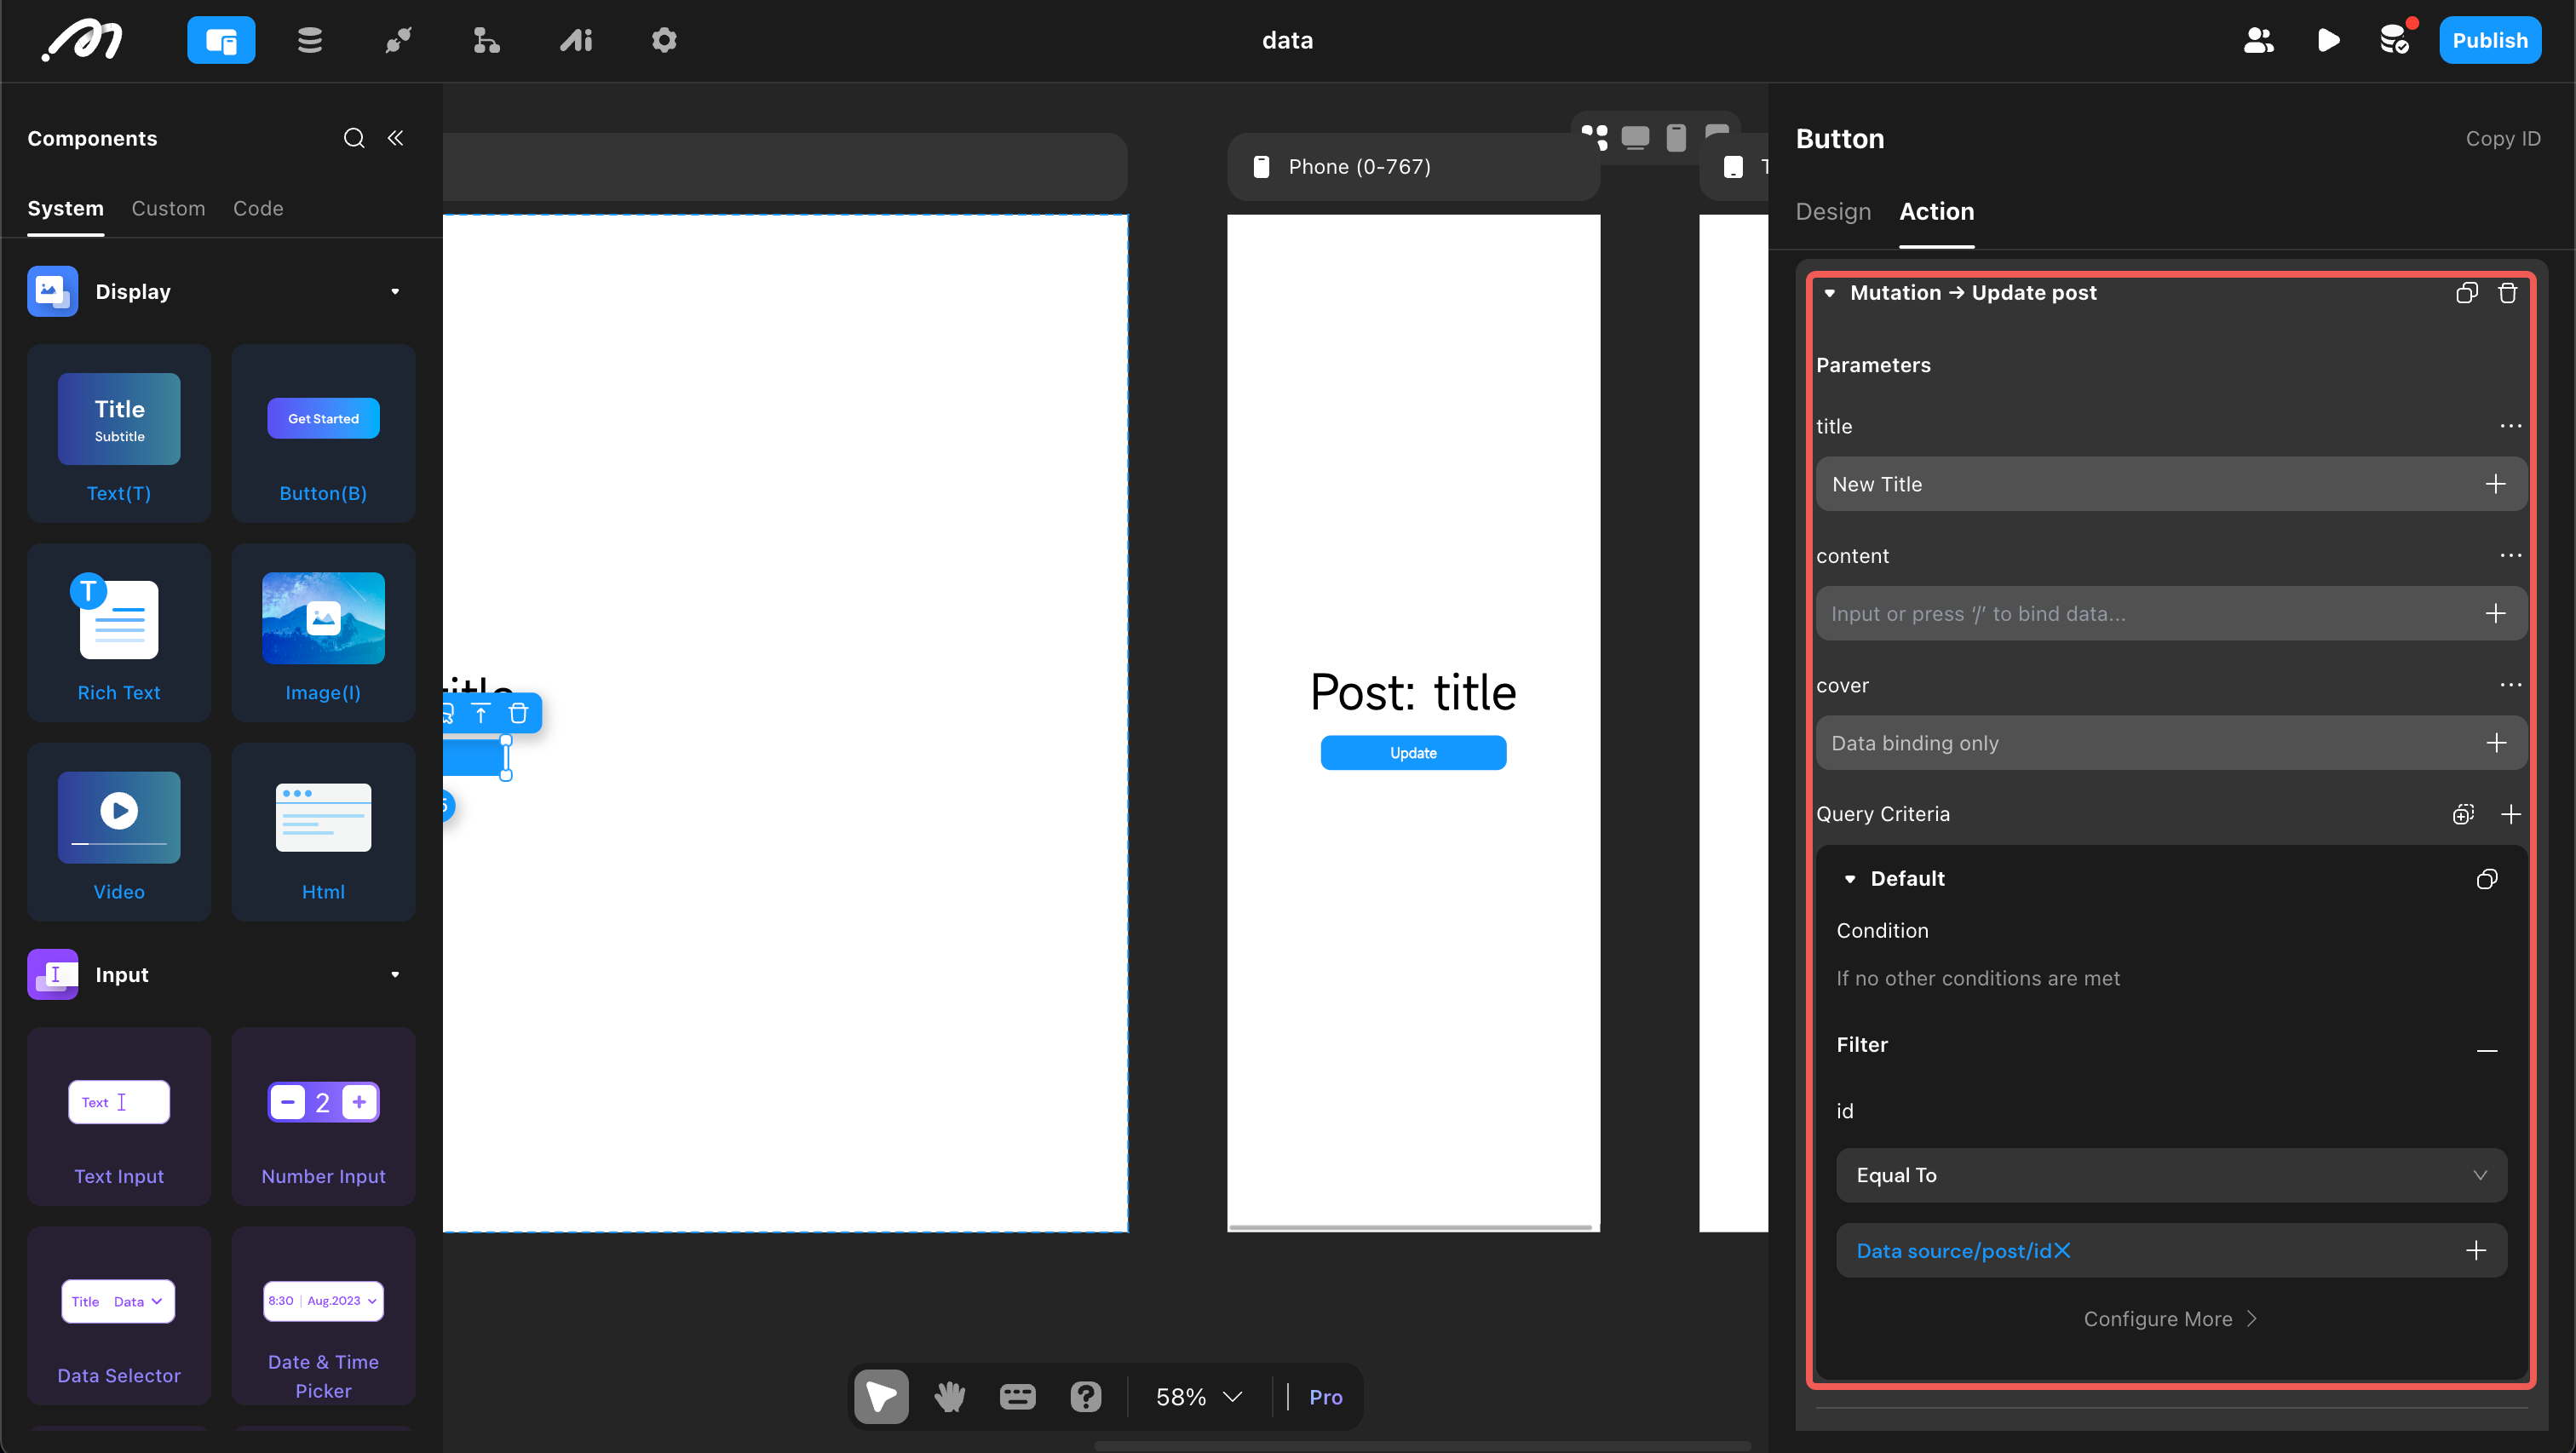 data
Publish
Components
System Custom Code
Display
Title
Subtitle
Text(T)
Get Started
Button(B)
T
Rich Text
Image(I)
Video
Html
Input
Text
Text Input
2
Number Input
Title Data
Data Selector
8:30 Aug.2023
Date & Time
Picker
title
Phone (0-767)
Post: title
Update
58%
Pro
Button
Copy ID
Design Action
Mutation → Update post
Parameters
title
New Title
content
Input or press ‘/’ to bind data...
cover
Data binding only
Query Criteria
Default
Condition
If no other conditions are met
Filter
id
Equal To
Data source/post/id
Configure More